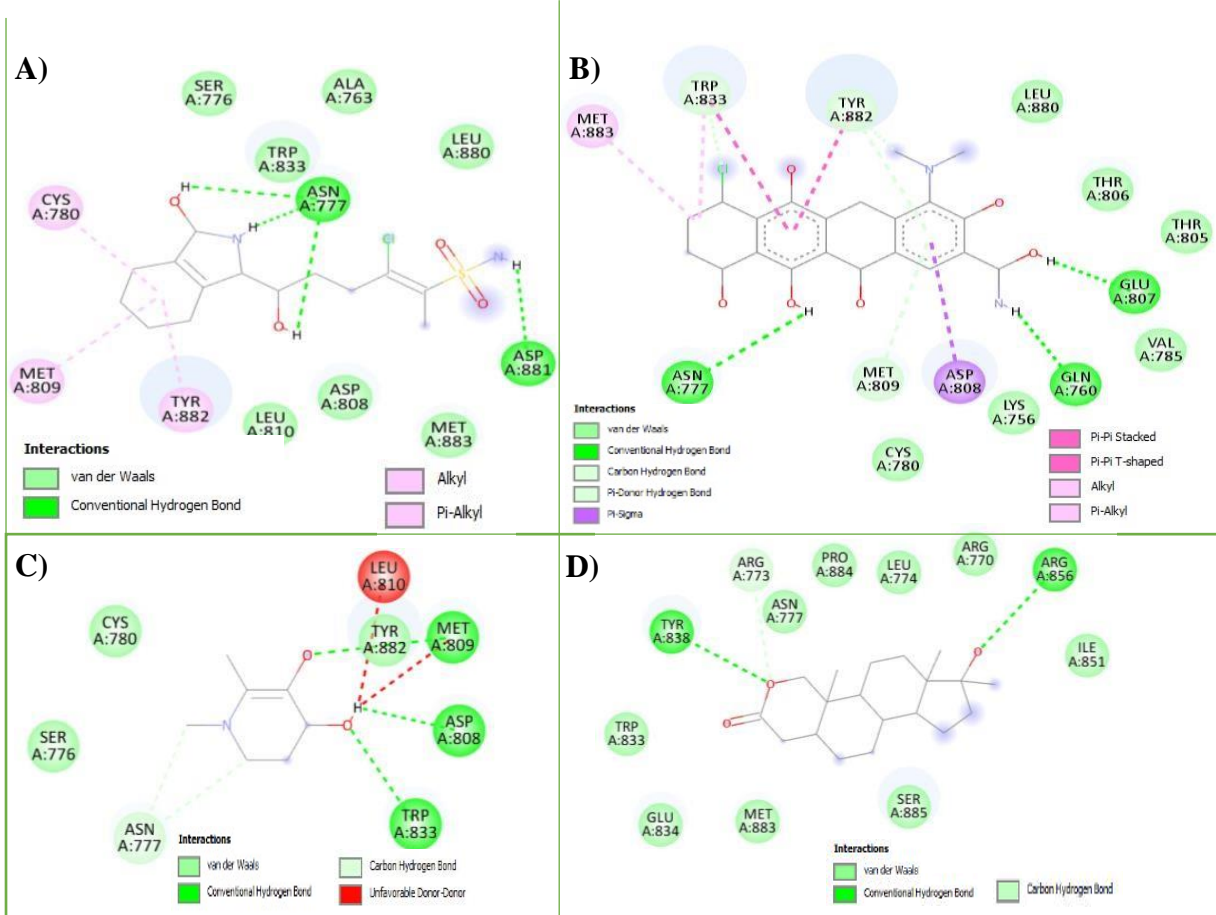 A)
SER
A:776
ALA
A:763
TRP
A:833
LEU
A:880
ASN
A:777
CYS
A:780
H
O
N
H
Cl
O
S
N
H
O
O
H
MET
A:809
TYR
A:882
LEU
A:810
ASP
A:808
MET
A:883
ASP
A:881
Interactions
van der Waals
Conventional Hydrogen Bond
Alkyl
Pi-Alkyl
B)
TRP
A:833
TYR
A:882
LEU
A:880
MET
A:883
THR
A:806
THR
A:805
Cl
O
N
O
O
H
GLU
A:807
O
O
H
O
N
H
VAL
A:785
ASN
A:777
MET
A:809
ASP
A:808
GLN
A:760
LYS
A:756
CYS
A:780
Interactions
van der Waals
Conventional Hydrogen Bond
Carbon Hydrogen Bond
Pi-Donor Hydrogen Bond
Pi-Sigma
Pi-Pi Stacked
Pi-Pi T-shaped
Alkyl
Pi-Alkyl
C)
LEU
A:810
CYS
A:780
TYR
A:882
MET
A:809
O
H
N
O
ASP
A:808
SER
A:776
ASN
A:777
TRP
A:833
Interactions
van der Waals
Conventional Hydrogen Bond
Carbon Hydrogen Bond
Unfavorable Donor-Donor
D)
ARG
A:773
PRO
A:884
LEU
A:774
ARG
A:770
ARG
A:856
ASN
A:777
TYR
A:838
ILE
A:851
O
O
O
TRP
A:833
GLU
A:834
MET
A:883
SER
A:885
Interactions
van der Waals
Conventional Hydrogen Bond
Carbon Hydrogen Bond